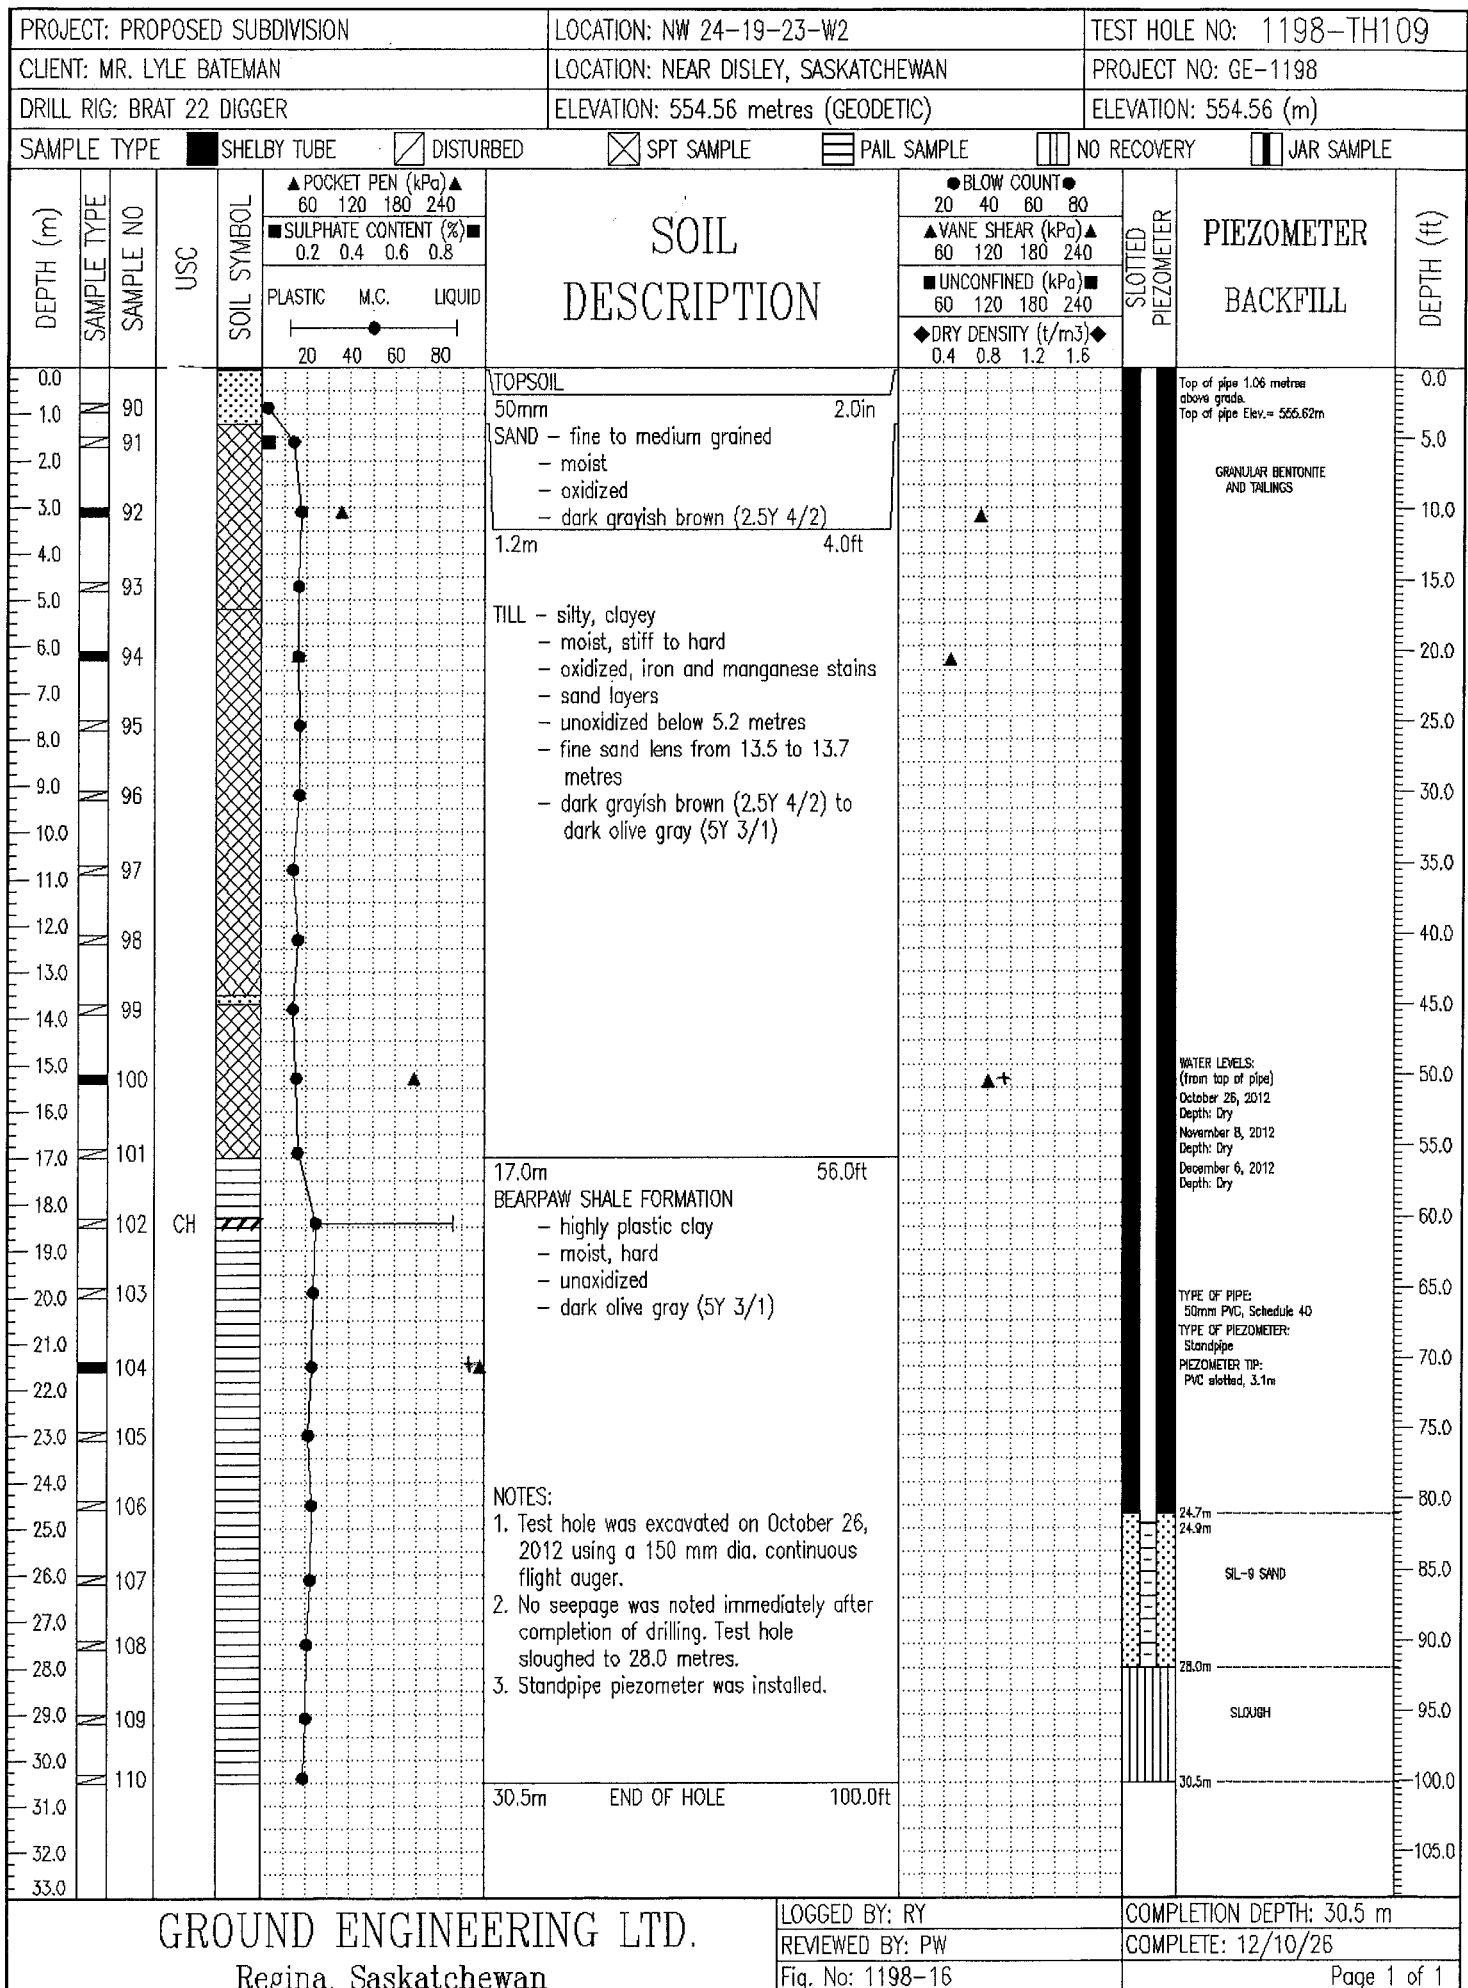 PROJECT: PROPOSED SUBDIVISION
LOCATION: NW 24-19-23-W2
TEST HOLE NO: 1198-TH109
CLIENT: MR. LYLE BATEMAN
LOCATION: NEAR DISLEY, SASKATCHEWAN
PROJECT NO: GE-1198
DRILL RIG: BRAT 22 DIGGER
ELEVATION: 554.56 metres (GEODETIC)
ELEVATION: 554.56 (m)
SAMPLE TYPE SHELBY TUBE DISTURBED SPT SAMPLE PAIL SAMPLE NO RECOVERY JAR SAMPLE
DEPTH (m)
SAMPLE TYPE
SAMPLE NO
USC
SOIL SYMBOL
▲POCKET PEN (kPa)▲
60 120 180 240
■SULPHATE CONTENT (%)■
0.2 0.4 0.6 0.8
PLASTIC M.C. LIQUID
20 40 60 80
SOIL
DESCRIPTION
●BLOW COUNT●
20 40 60 80
▲VANE SHEAR (kPa)▲
60 120 180 240
■UNCONFINED (kPa)■
60 120 180 240
◆DRY DENSITY (t/m3)◆
0.4 0.8 1.2 1.6
SLOTTED
PIEZOMETER
PIEZOMETER
BACKFILL
DEPTH (ft)
0.0
1.0
2.0
3.0
4.0
5.0
6.0
7.0
8.0
9.0
10.0
11.0
12.0
13.0
14.0
15.0
16.0
17.0
18.0
19.0
20.0
21.0
22.0
23.0
24.0
25.0
26.0
27.0
28.0
29.0
30.0
31.0
32.0
33.0
90
91
92
93
94
95
96
97
98
99
100
101
102
103
104
105
106
107
108
109
110
CH
TOPSOIL
50mm 2.0in
SAND - fine to medium grained
- moist
- oxidized
- dark grayish brown (2.5Y 4/2)
1.2m 4.0ft
TILL - silty, clayey
- moist, stiff to hard
- oxidized, iron and manganese stains
- sand layers
- unoxidized below 5.2 metres
- fine sand lens from 13.5 to 13.7
metres
- dark grayish brown (2.5Y 4/2) to
dark olive gray (5Y 3/1)
17.0m 56.0ft
BEARPAW SHALE FORMATION
- highly plastic clay
- moist, hard
- unoxidized
- dark olive gray (5Y 3/1)
NOTES:
1. Test hole was excavated on October 26,
2012 using a 150 mm dia. continuous
flight auger.
2. No seepage was noted immediately after
completion of drilling. Test hole
sloughed to 28.0 metres.
3. Standpipe piezometer was installed.
30.5m END OF HOLE 100.0ft
Top of pipe 1.06 metres
above grade.
Top of pipe Elev.= 555.62m
GRANULAR BENTONITE
AND TAILINGS
WATER LEVELS:
(from top of pipe)
October 26, 2012
Depth: Dry
November 8, 2012
Depth: Dry
December 6, 2012
Depth: Dry
TYPE OF PIPE:
50mm PVC, Schedule 40
TYPE OF PIEZOMETER:
Standpipe
PIEZOMETER TIP:
PVC slotted, 3.1m
24.7m
24.9m
SIL-9 SAND
28.0m
SLOUGH
30.5m
0.0
5.0
10.0
15.0
20.0
25.0
30.0
35.0
40.0
45.0
50.0
55.0
60.0
65.0
70.0
75.0
80.0
85.0
90.0
95.0
100.0
105.0
GROUND ENGINEERING LTD.
Regina, Saskatchewan
LOGGED BY: RY
COMPLETION DEPTH: 30.5 m
REVIEWED BY: PW
COMPLETE: 12/10/26
Fig. No: 1198-16
Page 1 of 1